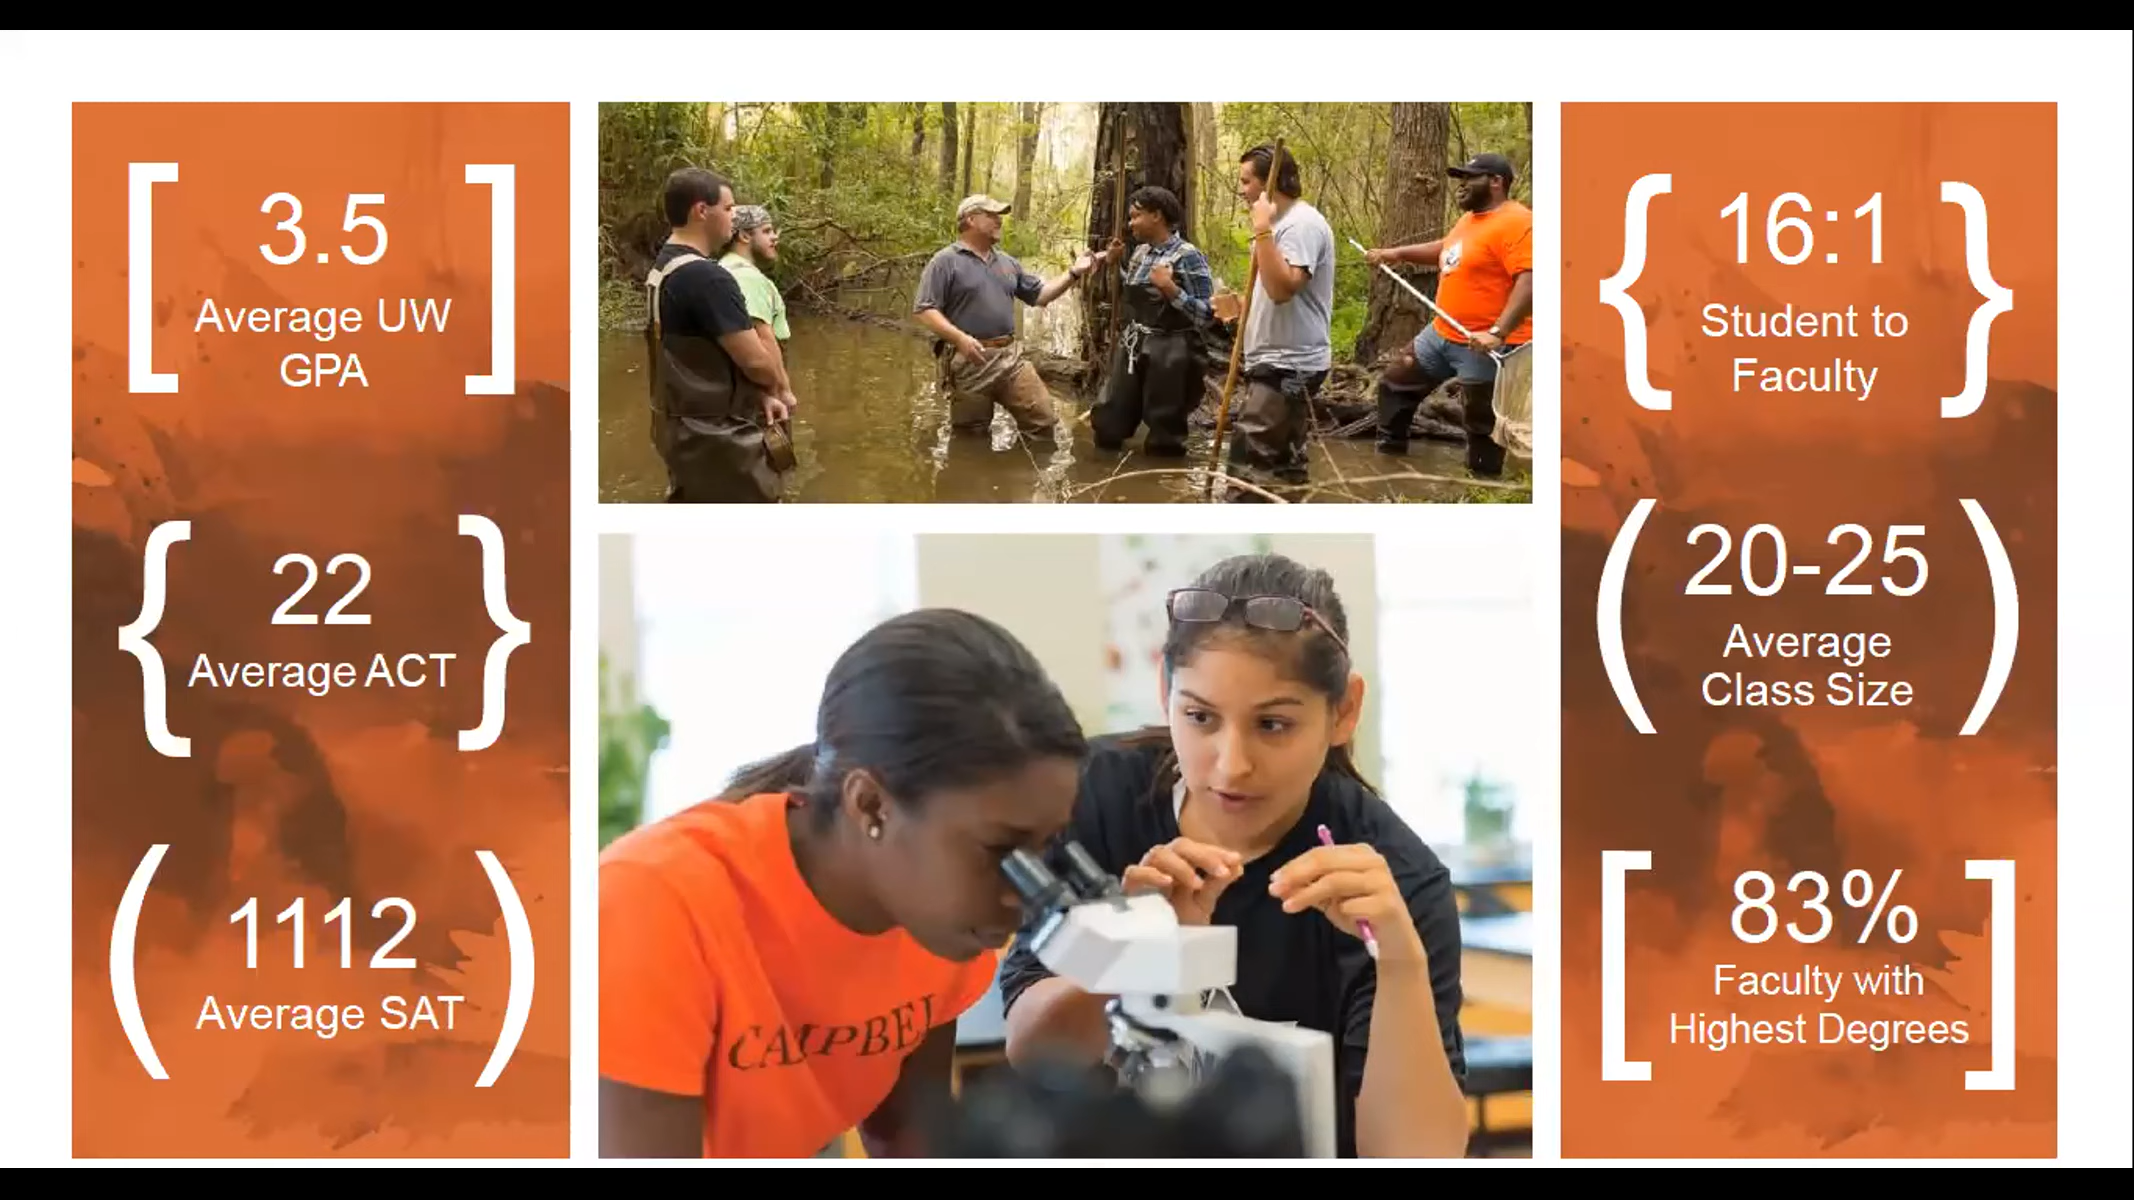 3.5
Average UW
GPA
22
Average ACT
1112
Average SAT
CAMPBEL
16:1
Student to
Faculty
20-25
Average
Class Size
83%
Faculty with
Highest Degrees